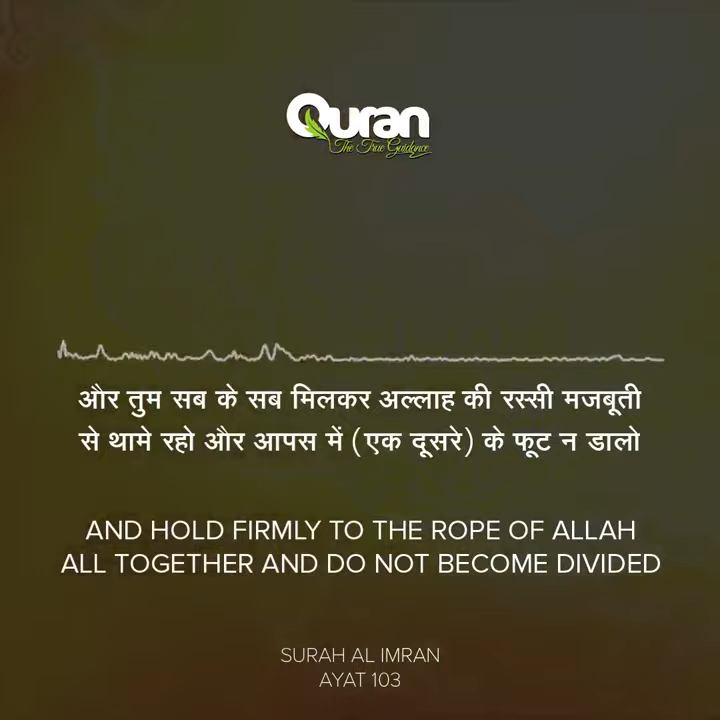 Quran
The True Guidance
और तुम सब के सब मिलकर अल्लाह की रस्सी मजबूती
से थामे रहो और आपस में (एक दूसरे) के फूट न डालो
AND HOLD FIRMLY TO THE ROPE OF ALLAH
ALL TOGETHER AND DO NOT BECOME DIVIDED
SURAH AL IMRAN
AYAT 103